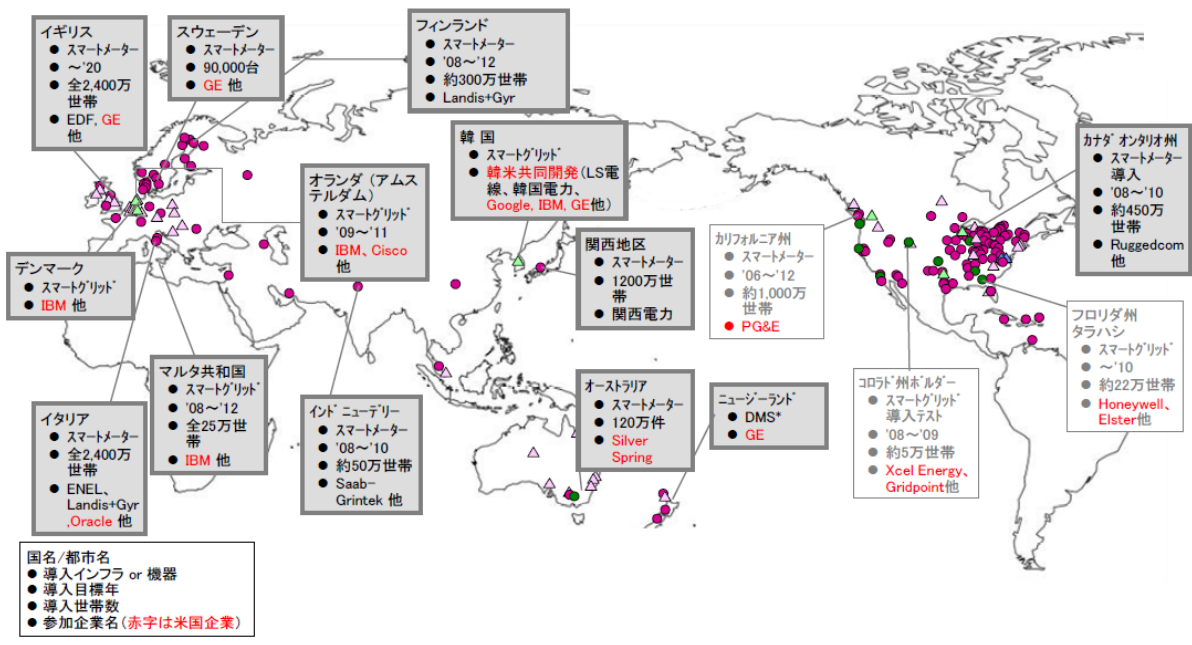 イギリス
● スマートメーター
● ～'20
● 全2,400万
世帯
● EDF, GE
他
スウェーデン
● スマートメーター
● 90,000台
● GE 他
フィンランド
● スマートメーター
● '08～'12
● 約300万世帯
● Landis+Gyr
韓 国
● スマートグリッド
● 韓米共同開発(LS電
線、韓国電力、
Google, IBM, GE他)
オランダ（アムス
テルダム）
● スマートグリッド
● '09～'11
● IBM、Cisco
他
カナダ オンタリオ州
● スマートメーター
導入
● '08～'10
● 約450万
世帯
● Ruggedcom
他
デンマーク
● スマートグリッド
● IBM 他
関西地区
● スマートメーター
● 1200万世
帯
● 関西電力
カリフォルニア州
● スマートメーター
● '06～'12
● 約1,000万
世帯
● PG&E
フロリダ州
タラハシ
● スマートグリッド
● ～'10
● 約22万世帯
● Honeywell、
Elster他
マルタ共和国
● スマートグリッド
● '08～'12
● 全25万世
帯
● IBM 他
イタリア
● スマートメーター
● 全2,400万
世帯
● ENEL、
Landis+Gyr
,Oracle 他
インド ニューデリー
● スマートメーター
● '08～'10
● 約50万世帯
● Saab-
Grintek 他
オーストラリア
● スマートメーター
● 120万件
● Silver
Spring
ニュージーランド
● DMS*
● GE
コロラド州ボルダー
● スマートグリッド
導入テスト
● '08～'09
● 約5万世帯
● Xcel Energy、
Gridpoint他
国名/都市名
● 導入インフラ or 機器
● 導入目標年
● 導入世帯数
● 参加企業名(赤字は米国企業)